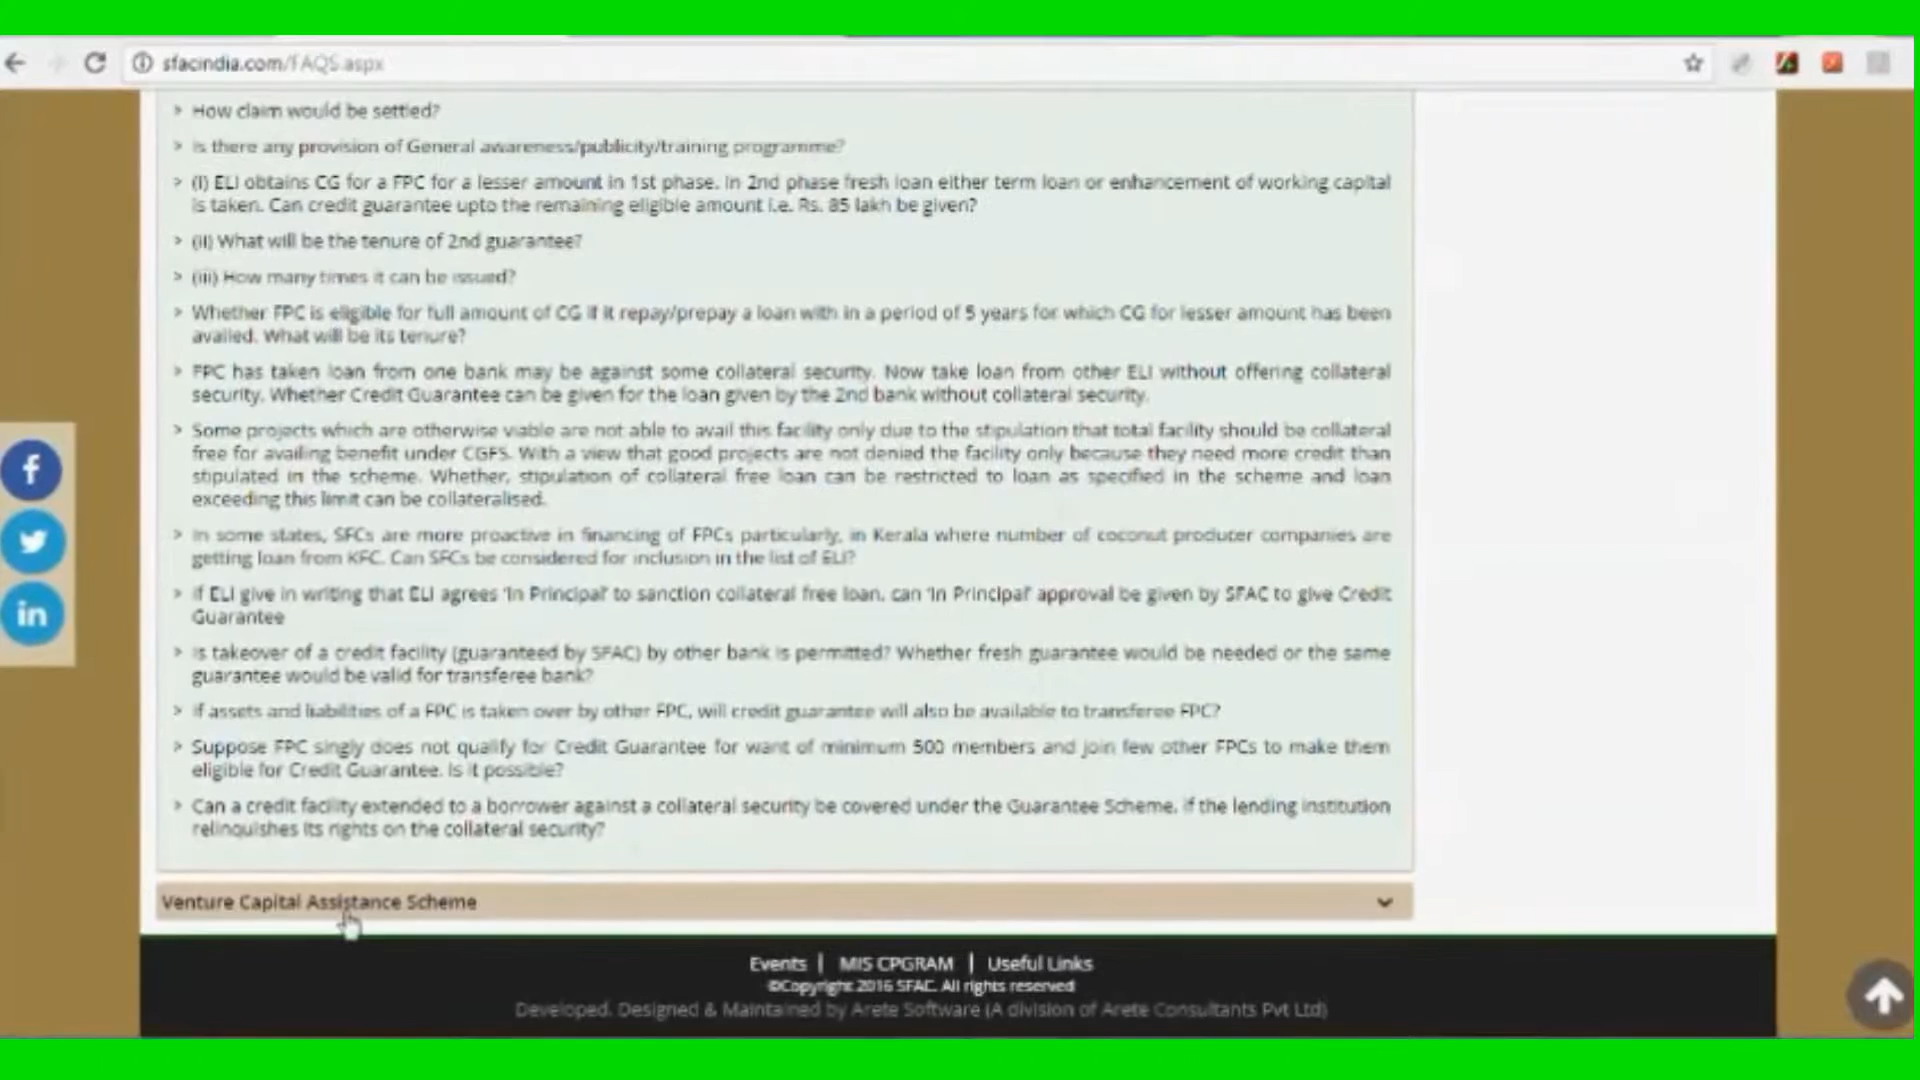 sfacindia.com/FAQS.aspx
> How claim would be settled?
> Is there any provision of General awareness/publicity/training programme?
> (i) ELI obtains CG for a FPC for a lesser amount in 1st phase. In 2nd phase fresh loan either term loan or enhancement of working capital
is taken. Can credit guarantee upto the remaining eligible amount i.e. Rs. 85 lakh be given?
> (ii) What will be the tenure of 2nd guarantee?
> (iii) How many times it can be issued?
> Whether FPC is eligible for full amount of CG if it repay/prepay a loan with in a period of 5 years for which CG for lesser amount has been
availed. What will be its tenure?
> FPC has taken loan from one bank may be against some collateral security. Now take loan from other ELI without offering collateral
security. Whether Credit Guarantee can be given for the loan given by the 2nd bank without collateral security.
> Some projects which are otherwise viable are not able to avail this facility only due to the stipulation that total facility should be collateral
free for availing benefit under CGFS. With a view that good projects are not denied the facility only because they need more credit than
stipulated in the scheme. Whether, stipulation of collateral free loan can be restricted to loan as specified in the scheme and loan
exceeding this limit can be collateralised.
> In some states, SFCs are more proactive in financing of FPCs particularly, in Kerala where number of coconut producer companies are
getting loan from KFC. Can SFCs be considered for inclusion in the list of ELI?
> If ELI give in writing that ELI agrees 'In Principal' to sanction collateral free loan, can 'In Principal' approval be given by SFAC to give Credit
Guarantee
> Is takeover of a credit facility (guaranteed by SFAC) by other bank is permitted? Whether fresh guarantee would be needed or the same
guarantee would be valid for transferee bank?
> If assets and liabilities of a FPC is taken over by other FPC, will credit guarantee will also be available to transferee FPC?
> Suppose FPC singly does not qualify for Credit Guarantee for want of minimum 500 members and join few other FPCs to make them
eligible for Credit Guarantee. Is it possible?
> Can a credit facility extended to a borrower against a collateral security be covered under the Guarantee Scheme, if the lending institution
relinquishes its rights on the collateral security?
Venture Capital Assistance Scheme
Events | MIS CPGRAM | Useful Links
©Copyright 2016 SFAC. All rights reserved
Developed, Designed & Maintained by Arete Software (A division of Arete Consultants Pvt Ltd)